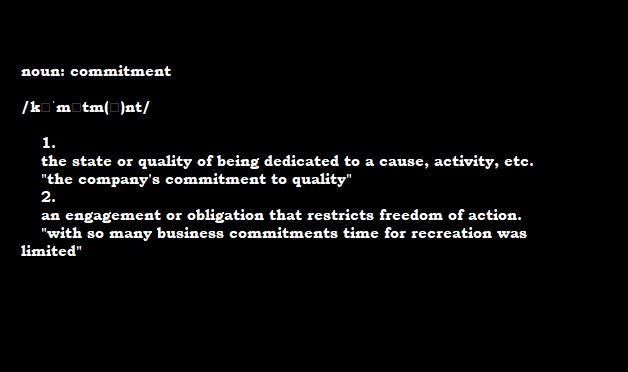 noun: commitment
/k□ˈm□tm(□)nt/
1.
the state or quality of being dedicated to a cause, activity, etc.
"the company's commitment to quality"
2.
an engagement or obligation that restricts freedom of action.
"with so many business commitments time for recreation was
limited"